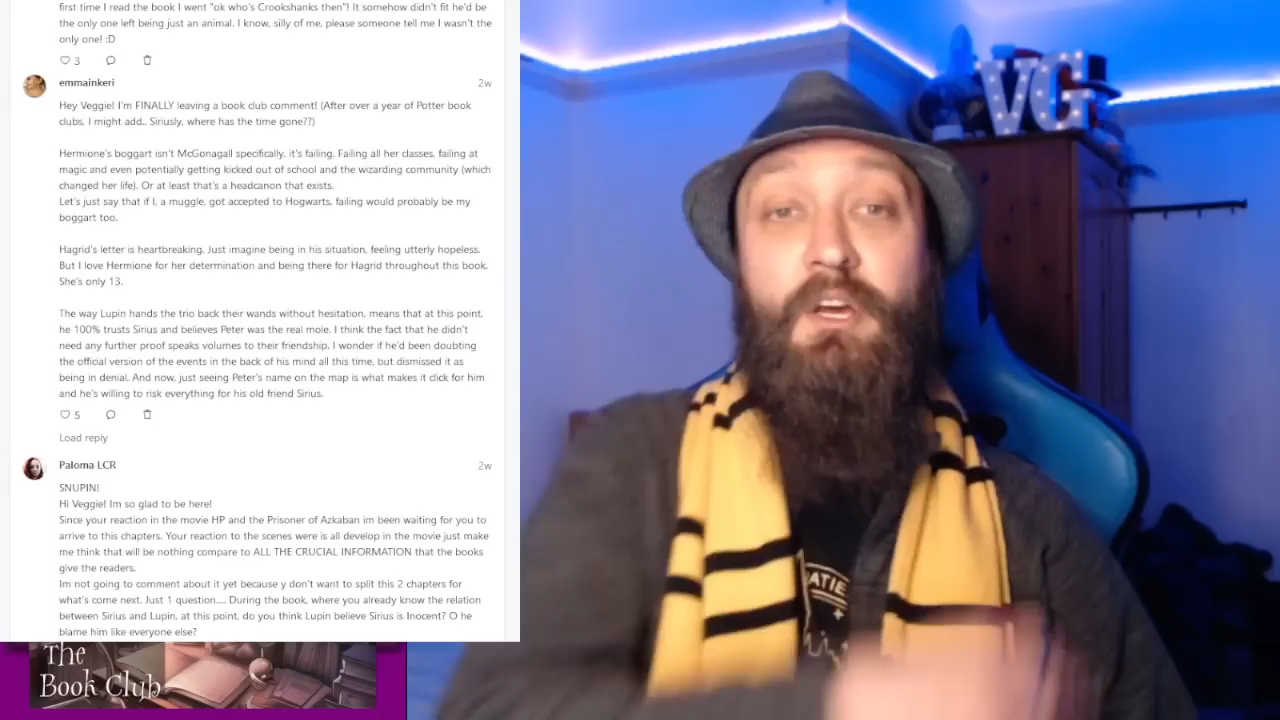 first time I read the book I went "ok who's Crookshanks then"! It somehow didn't fit he'd be
the only one left being just an animal. I know, silly of me, please someone tell me I wasn't the
only one! :D
3
emmainkeri 2w
Hey Veggie! I'm FINALLY leaving a book club comment! (After over a year of Potter book
clubs, I might add.. Siriusly, where has the time gone??)
Hermione's boggart isn't McGonagall specifically, it's failing. Failing all her classes, failing at
magic and even potentially getting kicked out of school and the wizarding community (which
changed her life). Or at least that's a headcanon that exists.
Let's just say that if I, a muggle, got accepted to Hogwarts, failing would probably be my
boggart too.
Hagrid's letter is heartbreaking. Just imagine being in his situation, feeling utterly hopeless.
But I love Hermione for her determination and being there for Hagrid throughout this book.
She's only 13.
The way Lupin hands the trio back their wands without hesitation, means that at this point,
he 100% trusts Sirius and believes Peter was the real mole. I think the fact that he didn't
need any further proof speaks volumes to their friendship. I wonder if he'd been doubting
the official version of the events in the back of his mind all this time, but dismissed it as
being in denial. And now, just seeing Peter's name on the map is what makes it click for him
and he's willing to risk everything for his old friend Sirius.
5
Load reply
Paloma LCR 2w
SNUPIN!
Hi Veggie! Im so glad to be here!
Since your reaction in the movie HP and the Prisoner of Azkaban im been waiting for you to
arrive to this chapters. Your reaction to the scenes were is all develop in the movie just make
me think that will be nothing compare to ALL THE CRUCIAL INFORMATION that the books
give the readers.
Im not going to comment about it yet because y don't want to split this 2 chapters for
what's come next. Just 1 question.... During the book, where you already know the relation
between Sirius and Lupin, at this point, do you think Lupin believe Sirius is Inocent? O he
blame him like everyone else?
The
Book Club
VG